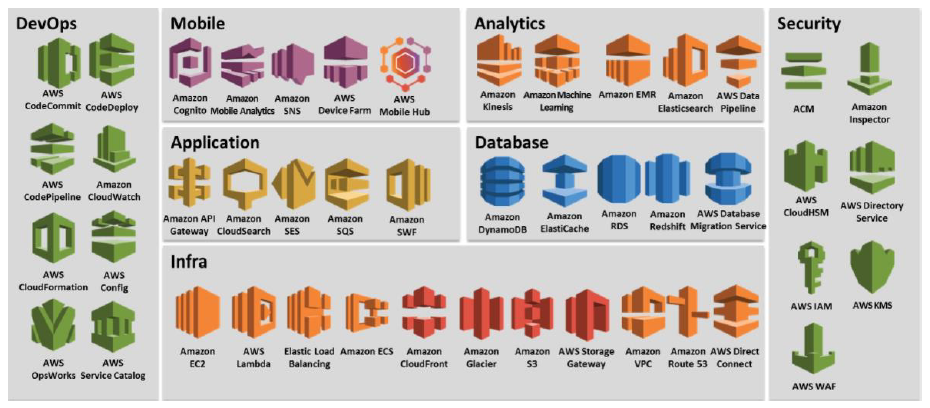 DevOps
AWS
CodeCommit
AWS
CodeDeploy
AWS
CodePipeline
Amazon
CloudWatch
AWS
CloudFormation
AWS
Config
AWS
OpsWorks
AWS
Service Catalog
Mobile
Amazon
Cognito
Amazon
Mobile Analytics
Amazon
SNS
AWS
Device Farm
AWS
Mobile Hub
Analytics
Amazon
Kinesis
Amazon Machine
Learning
Amazon EMR
Amazon
Elasticsearch
AWS Data
Pipeline
Application
Amazon API
Gateway
Amazon
CloudSearch
Amazon
SES
Amazon
SQS
Amazon
SWF
Database
Amazon
DynamoDB
Amazon
ElastiCache
Amazon
RDS
Amazon
Redshift
AWS Database
Migration Service
Infra
Amazon
EC2
AWS
Lambda
Elastic Load
Balancing
Amazon ECS
Amazon
CloudFront
Amazon
Glacier
Amazon
S3
AWS Storage
Gateway
Amazon
VPC
Amazon
Route 53
AWS Direct
Connect
Security
ACM
Amazon
Inspector
AWS
CloudHSM
AWS Directory
Service
AWS IAM
AWS KMS
AWS WAF